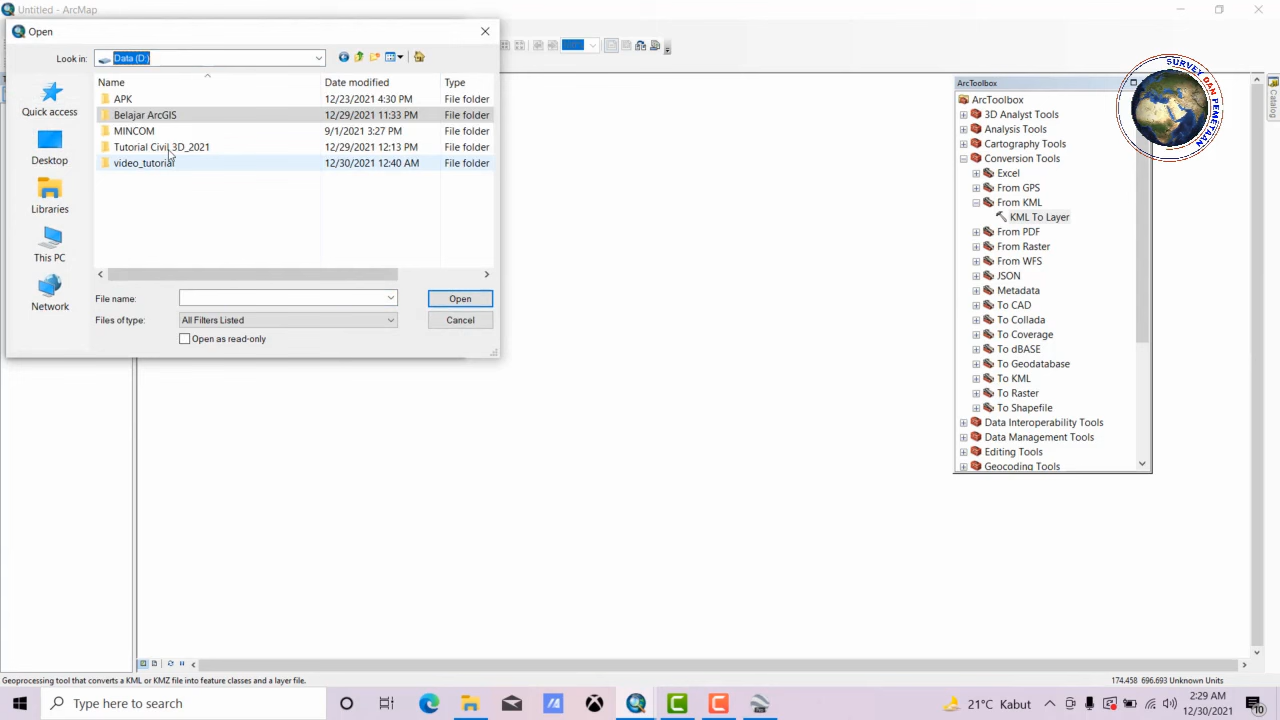 Untitled - ArcMap
Open
Look in:
Data (D:)
Name
Date modified
Type
APK
12/23/2021 4:30 PM
File folder
Belajar ArcGIS
12/29/2021 11:33 PM
File folder
MINCOM
9/1/2021 3:27 PM
File folder
Tutorial Civil 3D_2021
12/29/2021 12:13 PM
File folder
video_tutorial
12/30/2021 12:40 AM
File folder
Quick access
Desktop
Libraries
This PC
Network
File name:
Open
Files of type:
All Filters Listed
Cancel
Open as read-only
ArcToolbox
ArcToolbox
3D Analyst Tools
Analysis Tools
Cartography Tools
Conversion Tools
Excel
From GPS
From KML
KML To Layer
From PDF
From Raster
From WFS
JSON
Metadata
To CAD
To Collada
To Coverage
To dBASE
To Geodatabase
To KML
To Raster
To Shapefile
Data Interoperability Tools
Data Management Tools
Editing Tools
Geocoding Tools
SURVEY DAN PEMETAAN
Catalog
Geoprocessing tool that converts a KML or KMZ file into feature classes and a layer file.
174.458 696.693 Unknown Units
Type here to search
21°C Kabut
2:29 AM
12/30/2021
10